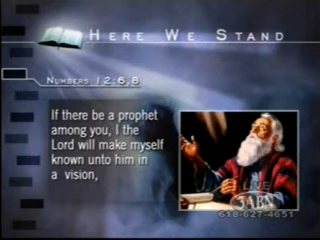 HERE WE STAND
NUMBERS 12:6,8
If there be a prophet
among you, I the
Lord will make myself
known unto him in
a vision,
LIVE
3ABN
618-627-4651